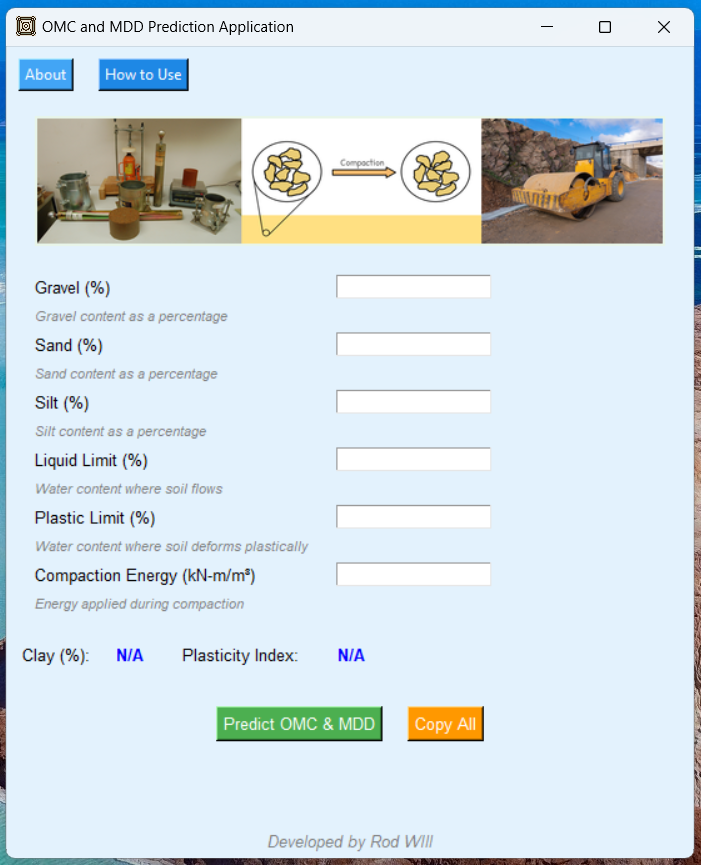 OMC and MDD Prediction Application
About How to Use
Compaction
Gravel (%)
Gravel content as a percentage
Sand (%)
Sand content as a percentage
Silt (%)
Silt content as a percentage
Liquid Limit (%)
Water content where soil flows
Plastic Limit (%)
Water content where soil deforms plastically
Compaction Energy (kN-m/m³)
Energy applied during compaction
Clay (%): N/A Plasticity Index: N/A
Predict OMC & MDD Copy All
Developed by Rod WIll